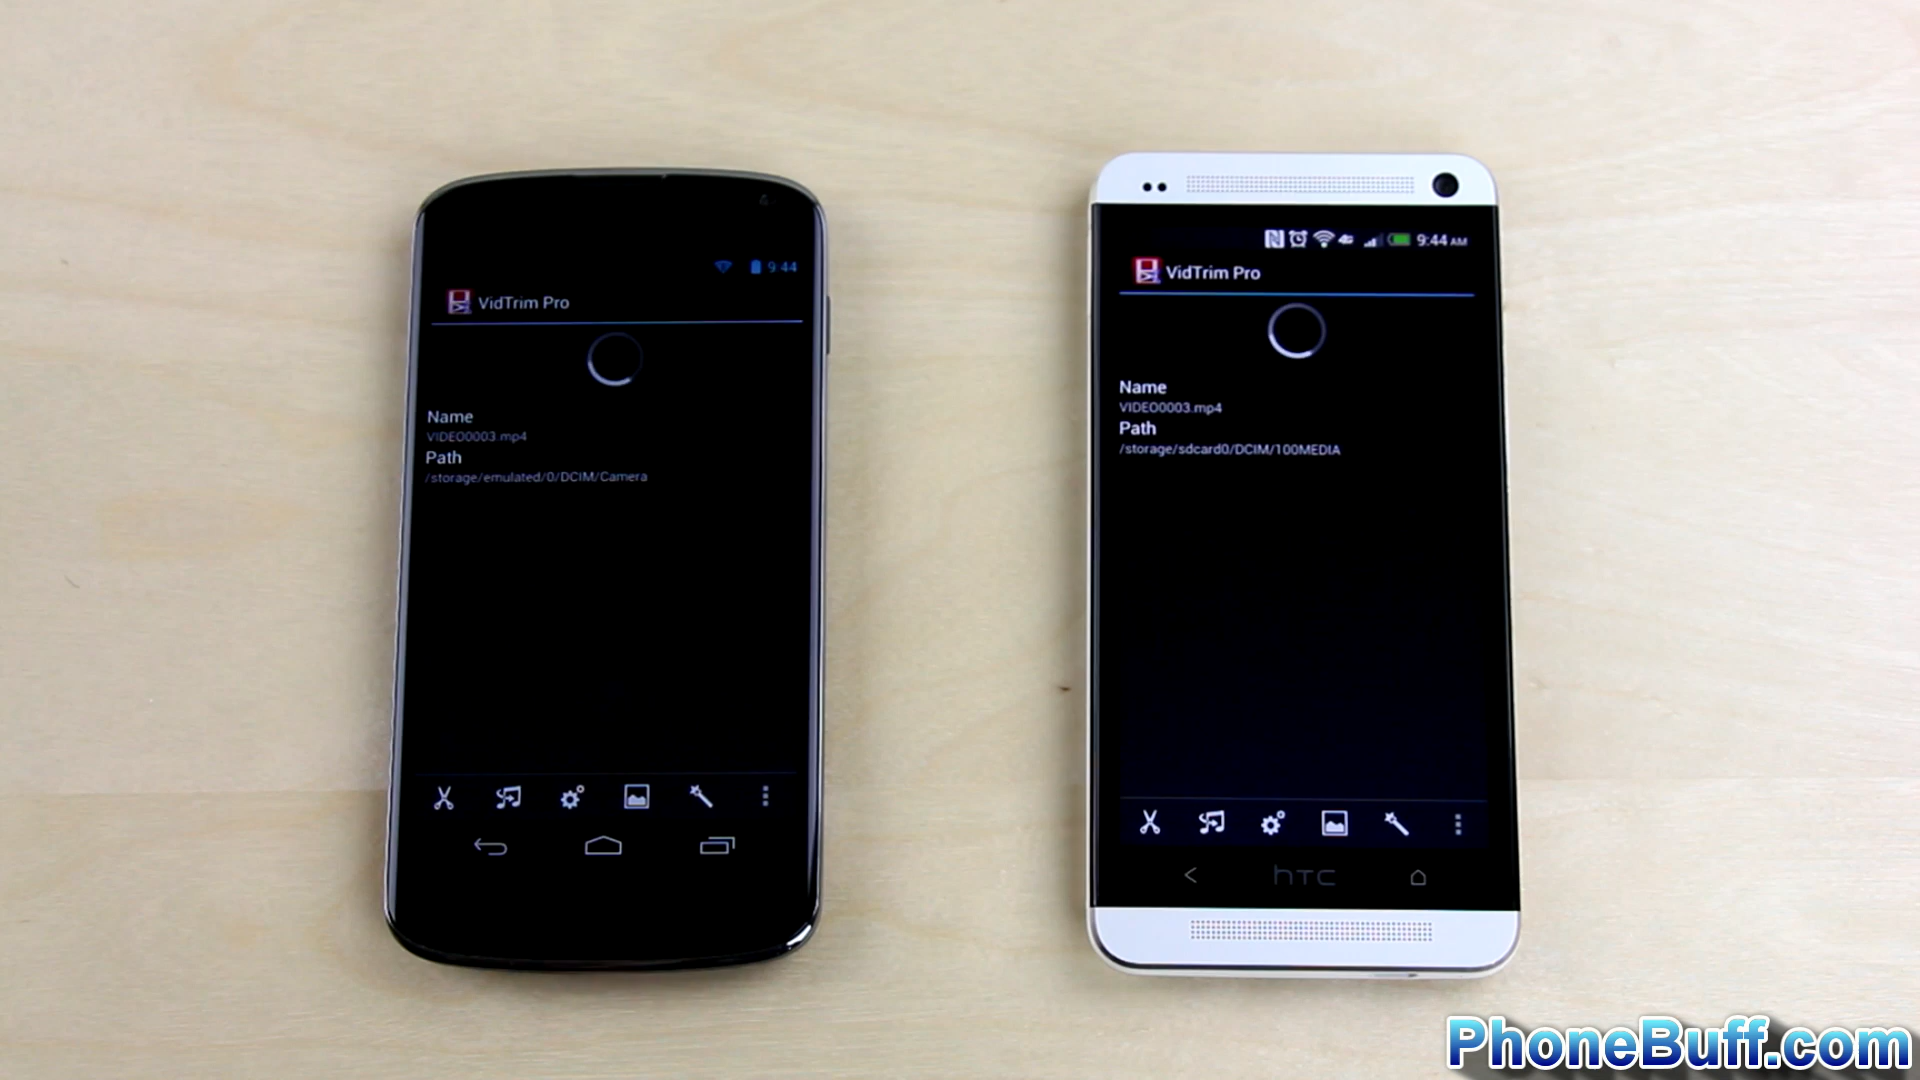 9:44
VidTrim Pro
Name
VIDEO0003.mp4
Path
/storage/emulated/0/DCIM/Camera
9:44 AM
VidTrim Pro
Name
VIDEO0003.mp4
Path
/storage/sdcard0/DCIM/100MEDIA
hTC
PhoneBuff.com